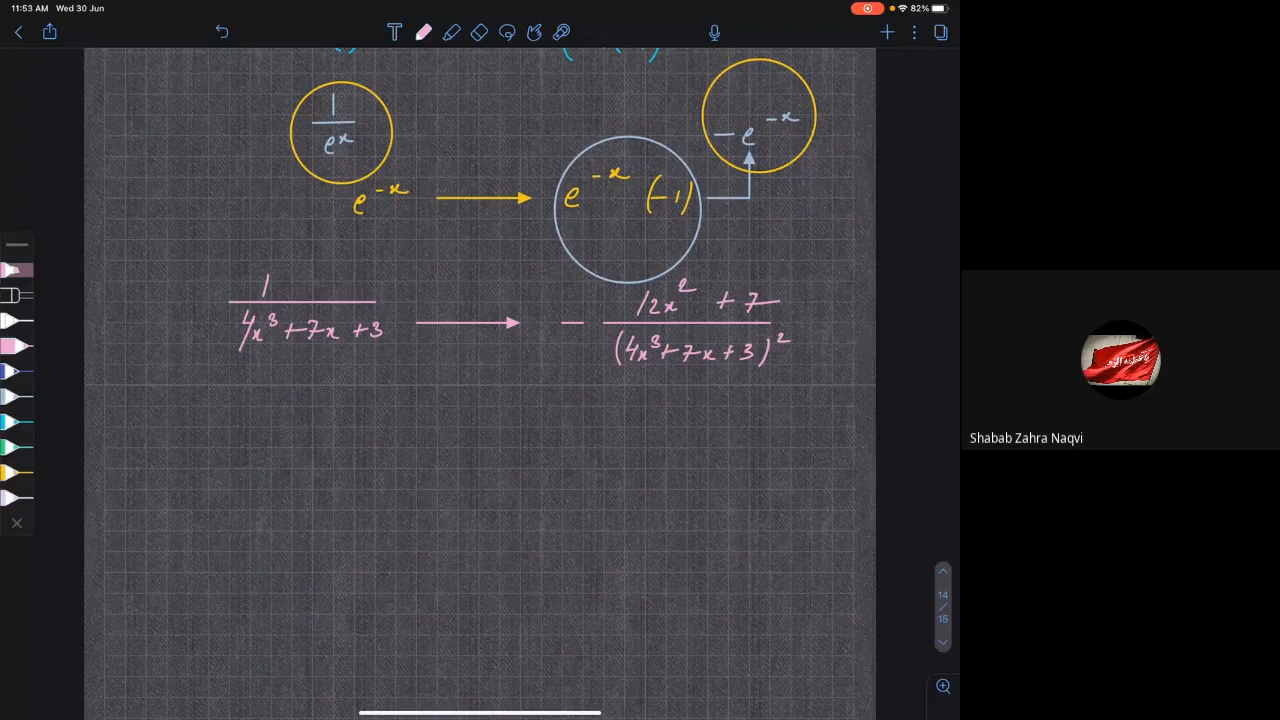 11:53 AM Wed 30 Jun
82%
1
e^x
-e^{-x}
e^{-x}
e^{-x} (-1)
1
4x^3+7x+3
- 12x^2 + 7
(4x^3+7x+3)^2
14
/
15
Shabab Zahra Naqvi